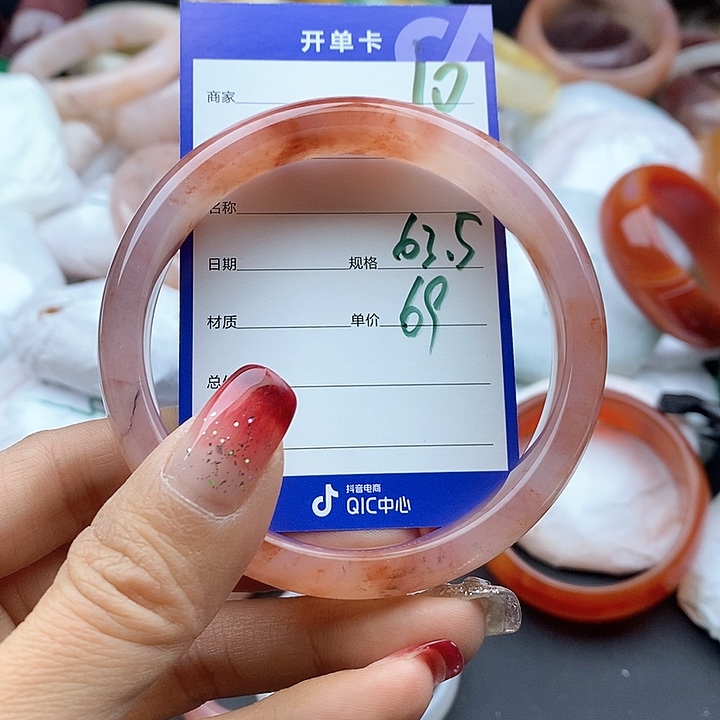 开单卡
商家 10
名称
日期 规格 63.5
材质 单价 69
总
抖音电商
QIC中心